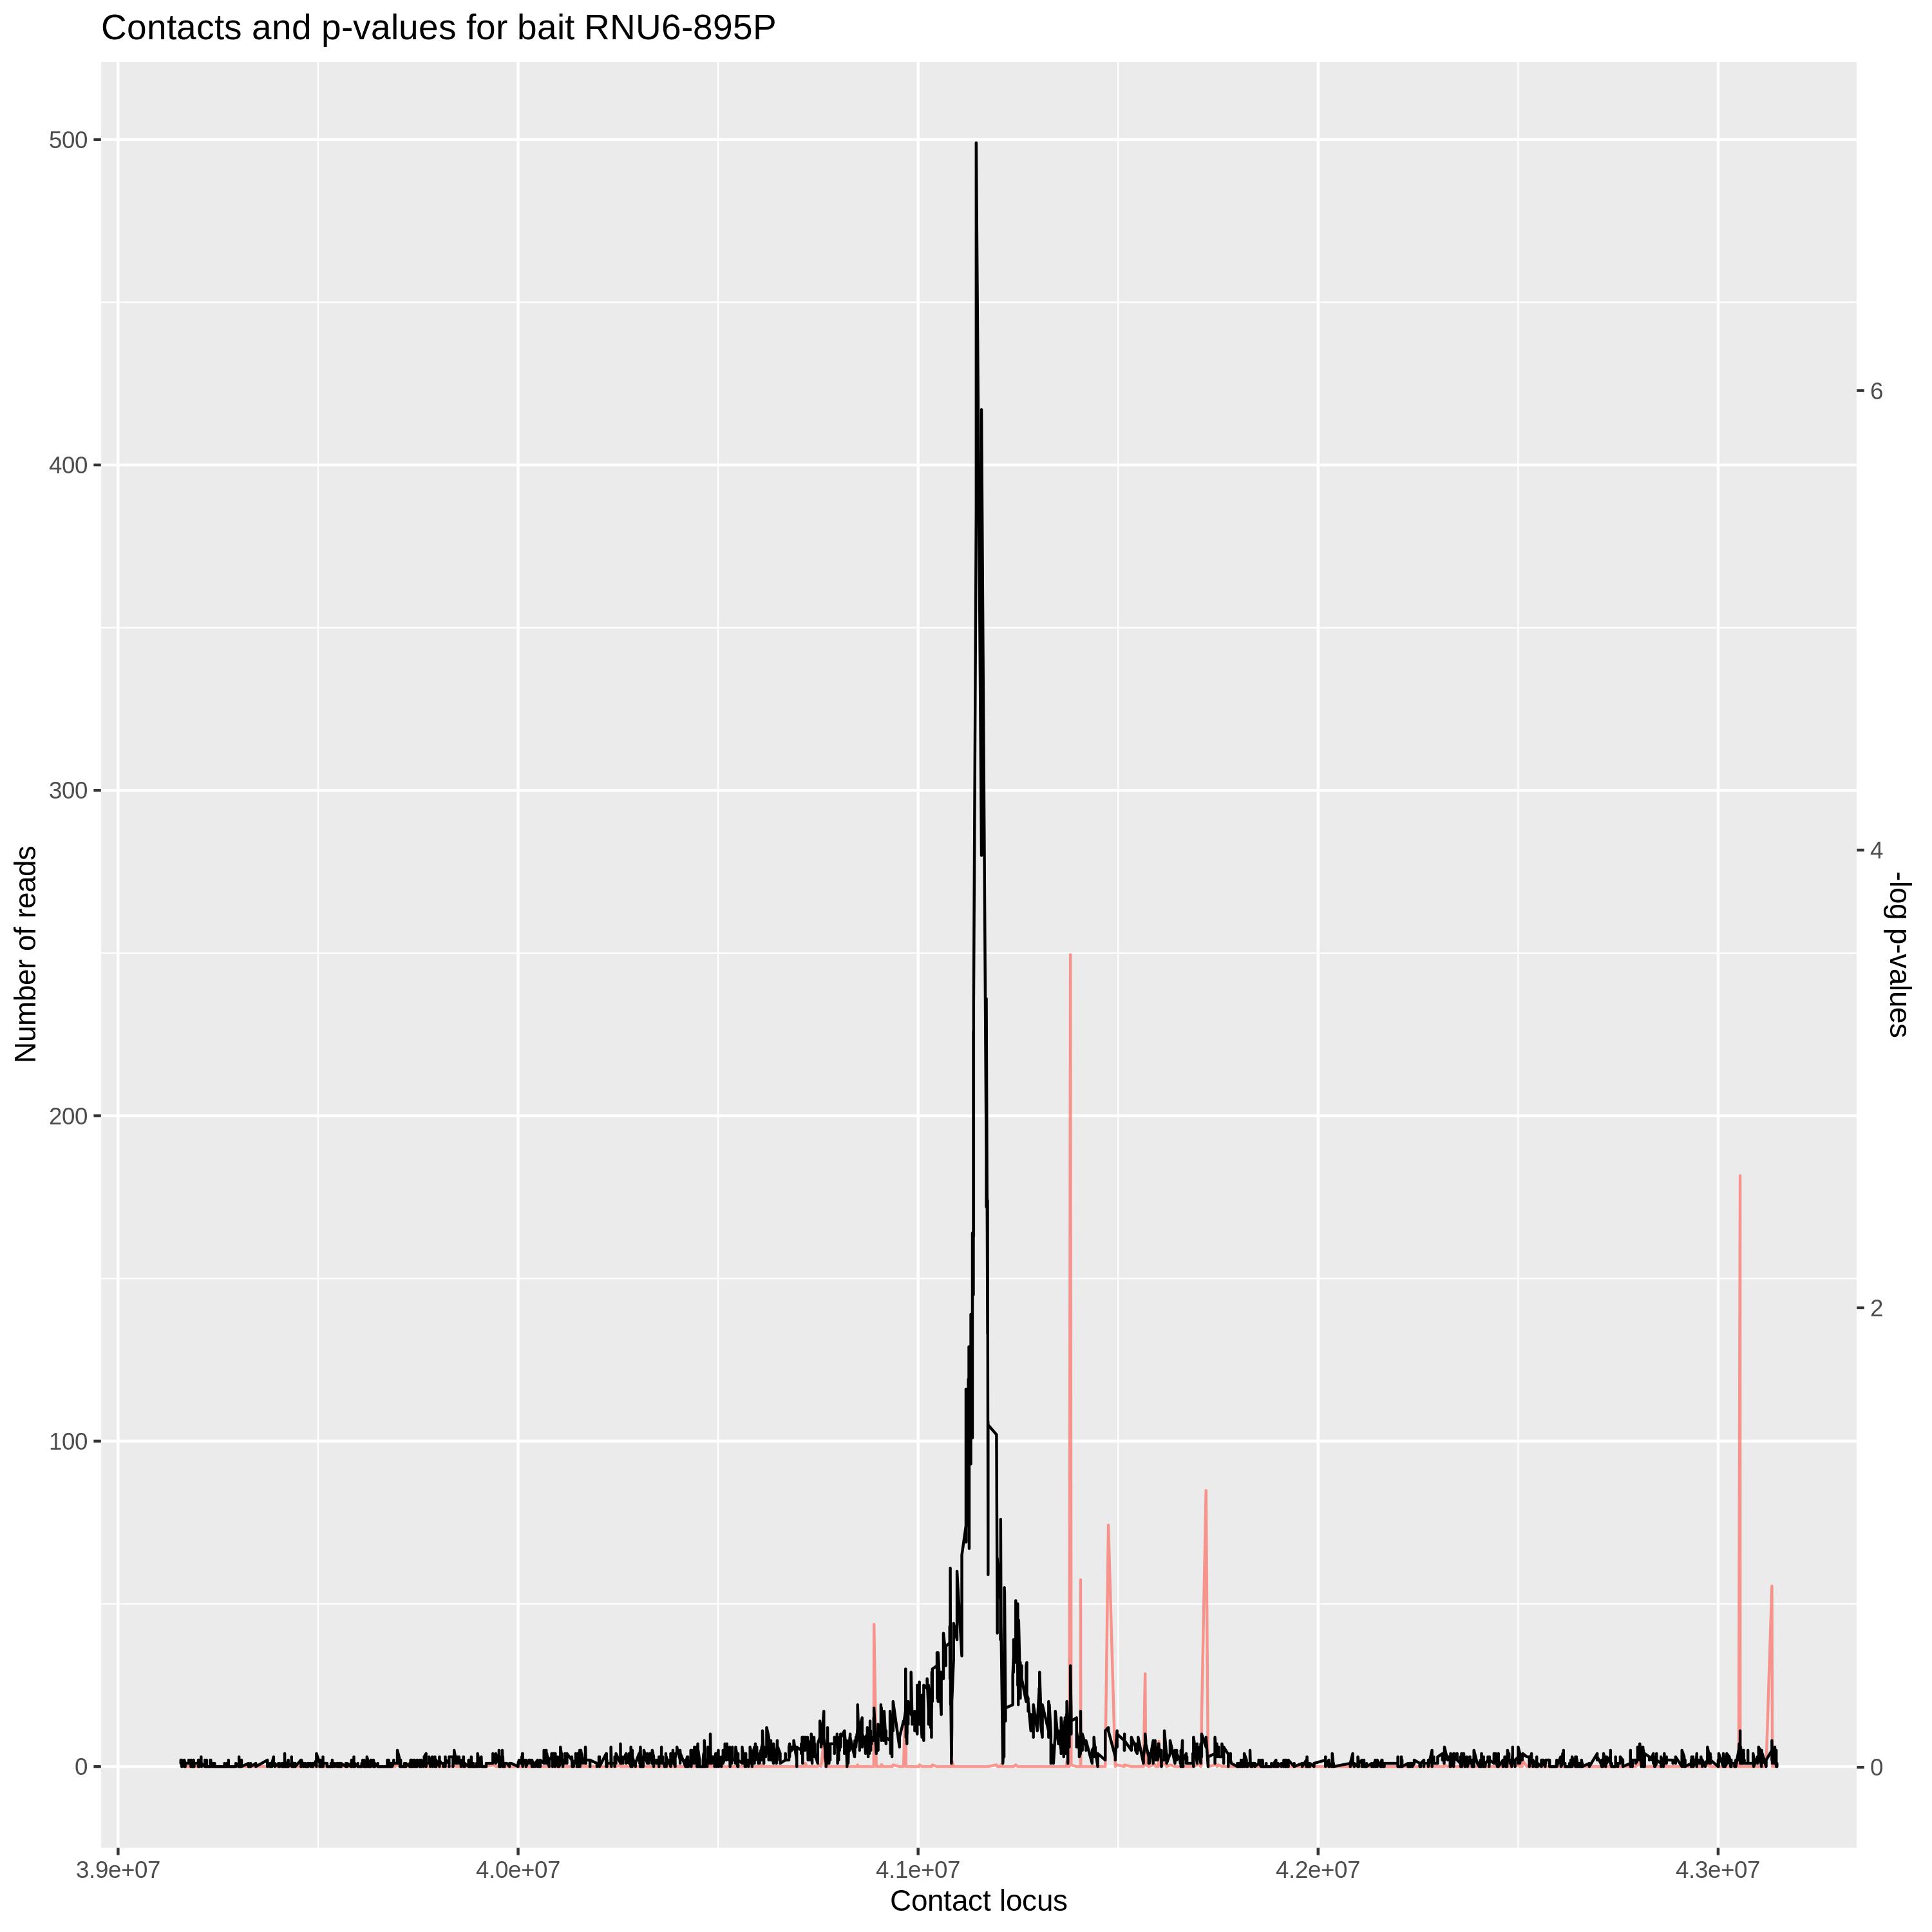 Contacts and p-values for bait RNU6-895P
500
400
300
200
100
0
Number of reads
6
4
2
0
-log p-values
3.9e+07
4.0e+07
4.1e+07
4.2e+07
4.3e+07
Contact locus